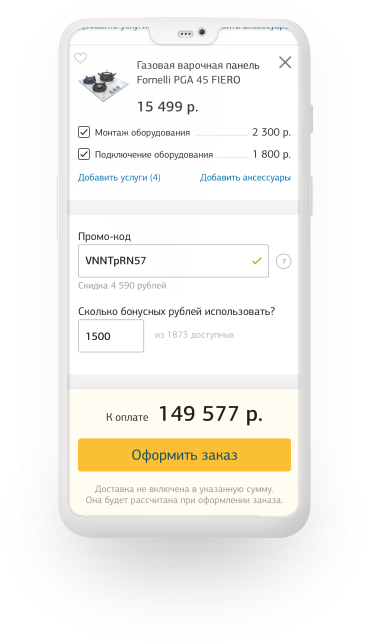 Газовая варочная панель
Fornelli PGA 45 FIERO
15 499 р.
Монтаж оборудования 2 300 р.
Подключение оборудования 1 800 р.
Добавить услуги (4) Добавить аксессуары
Промо-код
VNNTpRN57
?
Скидка 4 590 рублей
Сколько бонусных рублей использовать?
1500 из 1873 доступных
К оплате 149 577 р.
Оформить заказ
Доставка не включена в указанную сумму.
Она будет рассчитана при оформлении заказа.